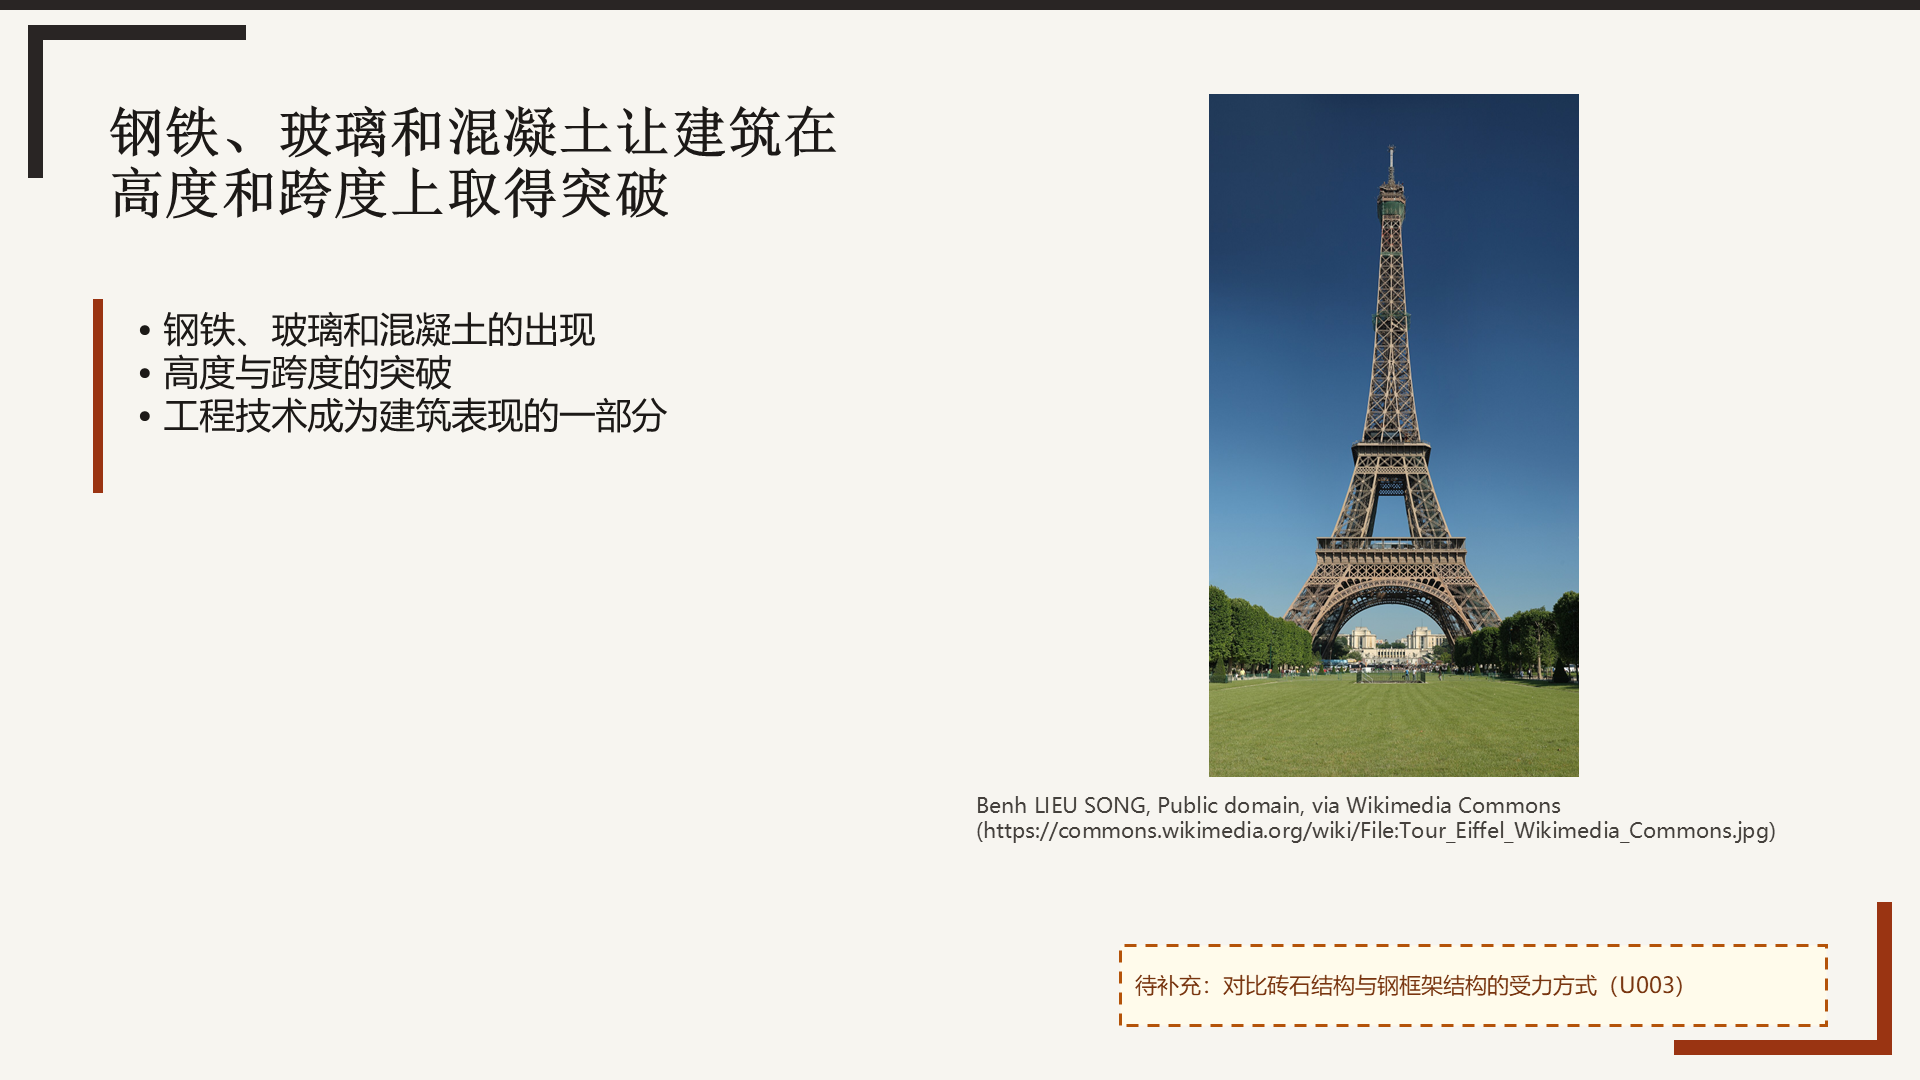 钢铁、玻璃和混凝土让建筑在
高度和跨度上取得突破
• 钢铁、玻璃和混凝土的出现
• 高度与跨度的突破
• 工程技术成为建筑表现的一部分
Benh LIEU SONG, Public domain, via Wikimedia Commons
(https://commons.wikimedia.org/wiki/File:Tour_Eiffel_Wikimedia_Commons.jpg)
待补充：对比砖石结构与钢框架结构的受力方式（U003）